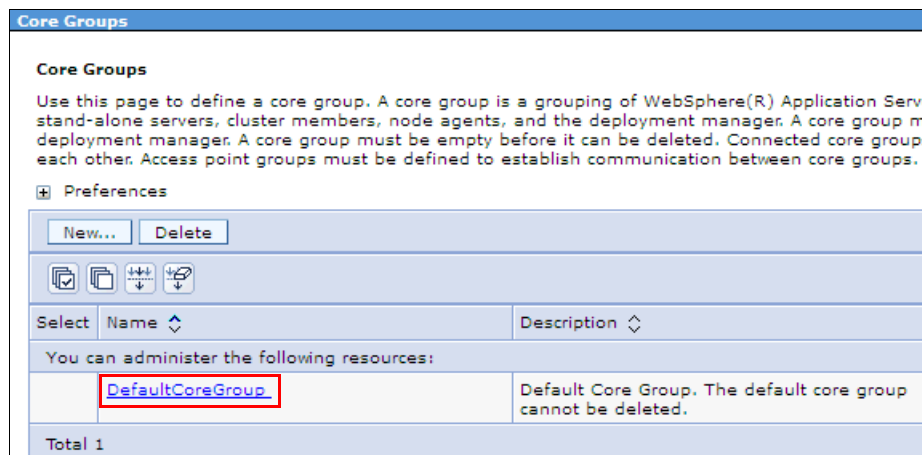 Core Groups
Core Groups
Use this page to define a core group. A core group is a grouping of WebSphere(R) Application Serv
stand-alone servers, cluster members, node agents, and the deployment manager. A core group m
deployment manager. A core group must be empty before it can be deleted. Connected core group
each other. Access point groups must be defined to establish communication between core groups.
Preferences
New... Delete
Select Name Description
You can administer the following resources:
DefaultCoreGroup Default Core Group. The default core group
cannot be deleted.
Total 1